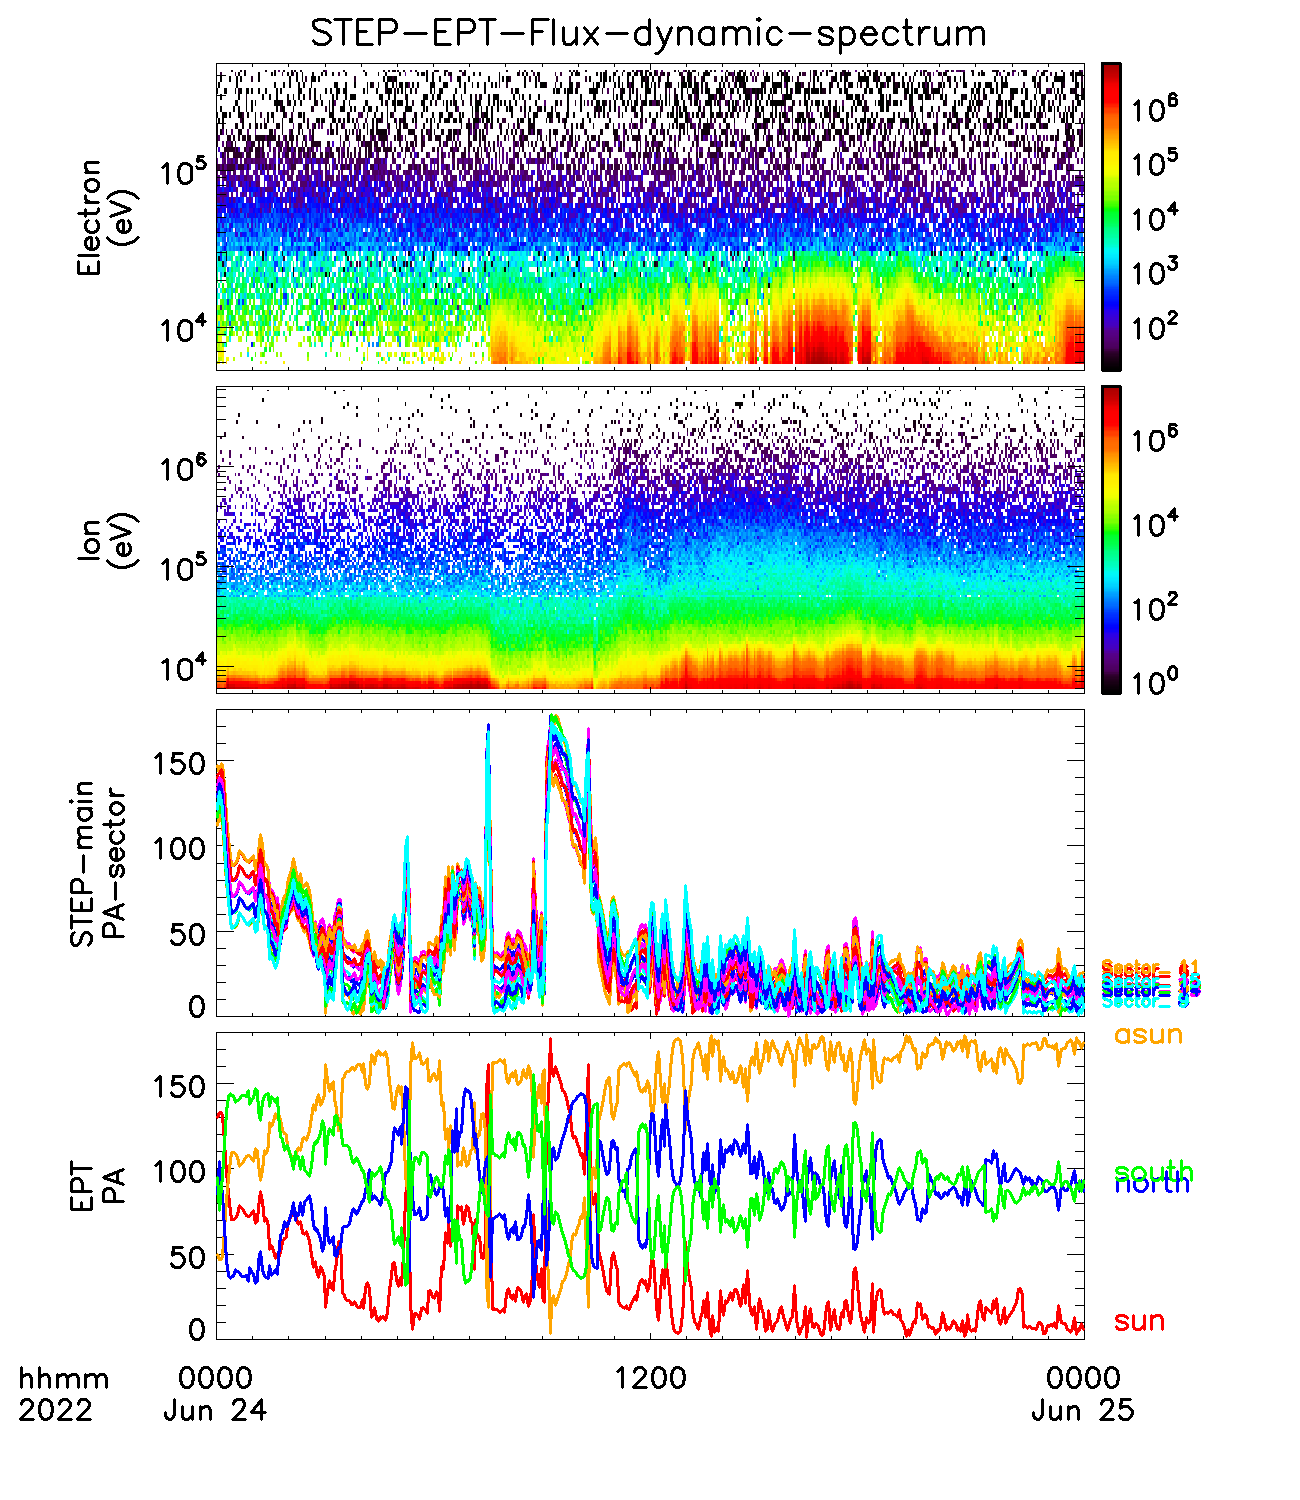 STEP-EPT-Flux-dynamic-spectrum
Electron
(eV)
10^5
10^4
10^6
10^5
10^4
10^3
10^2
Ion
(eV)
10^6
10^5
10^4
10^6
10^4
10^2
10^0
STEP-main
PA-sector
150
100
50
0
Sector_ 11
Sector_
EPT
PA
150
100
50
0
asun
south
north
sun
hhmm
2022
0000
Jun 24
1200
0000
Jun 25